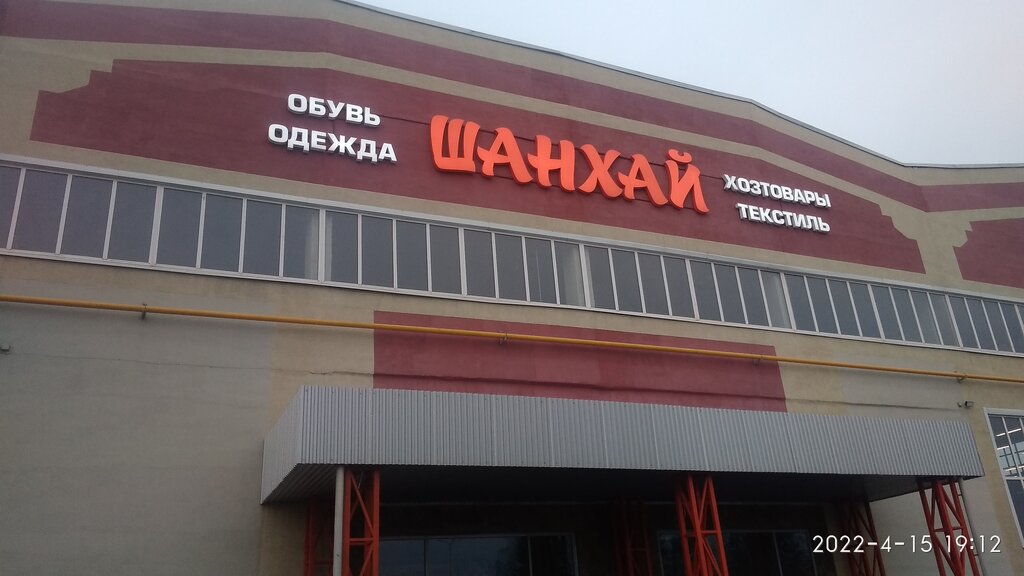 ОБУВЬ
ОДЕЖДА
ШАНХАЙ
ХОЗТОВАРЫ
ТЕКСТИЛЬ
2022-4-15 19:12